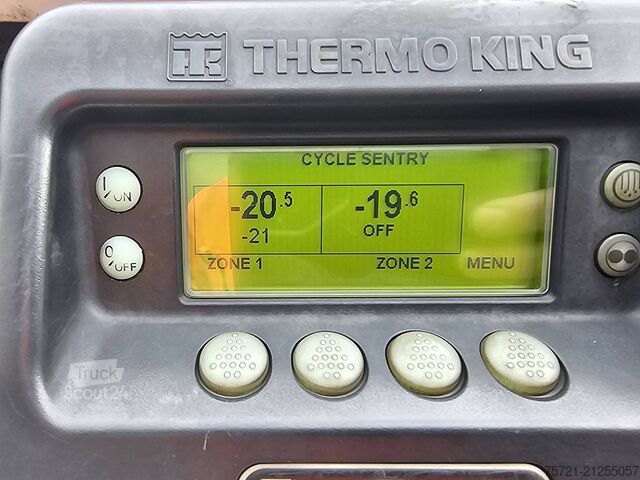 THERMO KING
CYCLE SENTRY
-20.5 -19.6
-21 OFF
ZONE 1 ZONE 2 MENU
I/ON
0/OFF
Truck
Scout24
75721-21255057